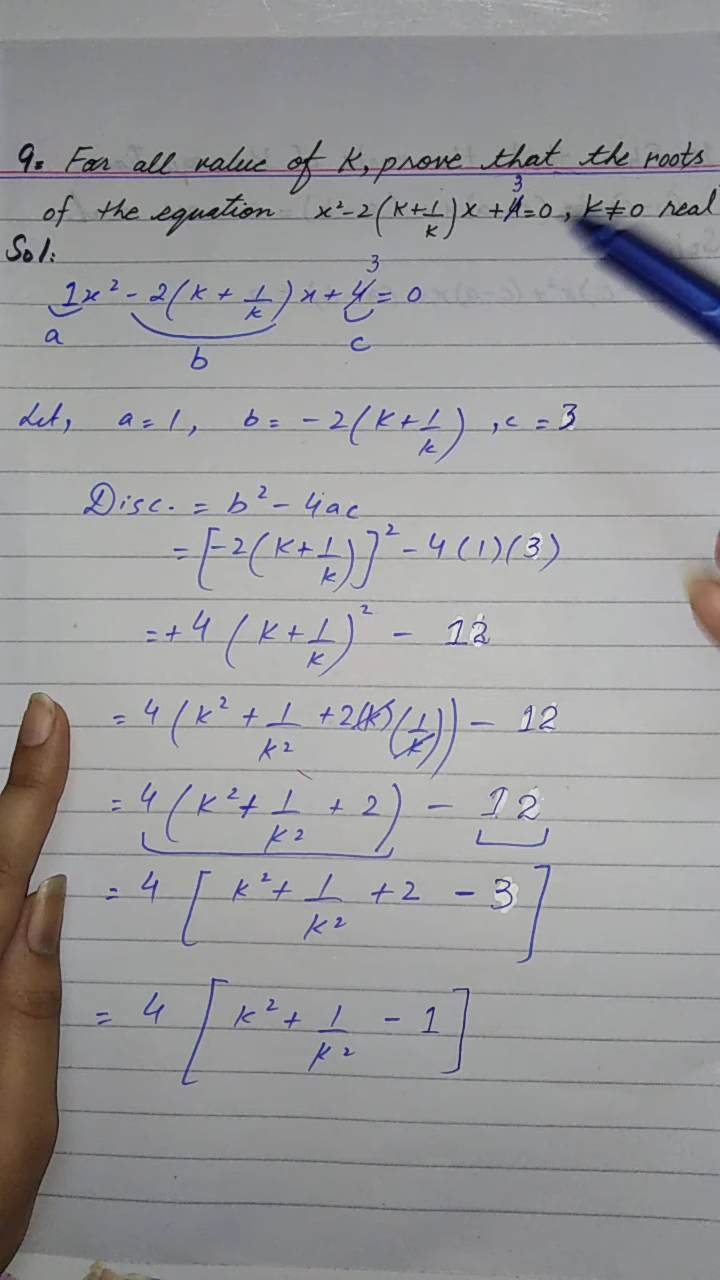 9. For all value of K, prove that the roots
of the equation x² - 2(K + 1/K)x + 3 = 0, K ≠ 0 real
Sol:
1x² - 2(K + 1/K)x + 3 = 0
a b c
Let, a = 1, b = -2(K + 1/K), c = 3
Disc. = b² - 4ac
= [-2(K + 1/K)]² - 4(1)(3)
= +4(K + 1/K)² - 12
= 4(K² + 1/K² + 2(K)(1/K)) - 12
= 4(K² + 1/K² + 2) - 12
= 4[K² + 1/K² + 2 - 3]
= 4[K² + 1/K² - 1]